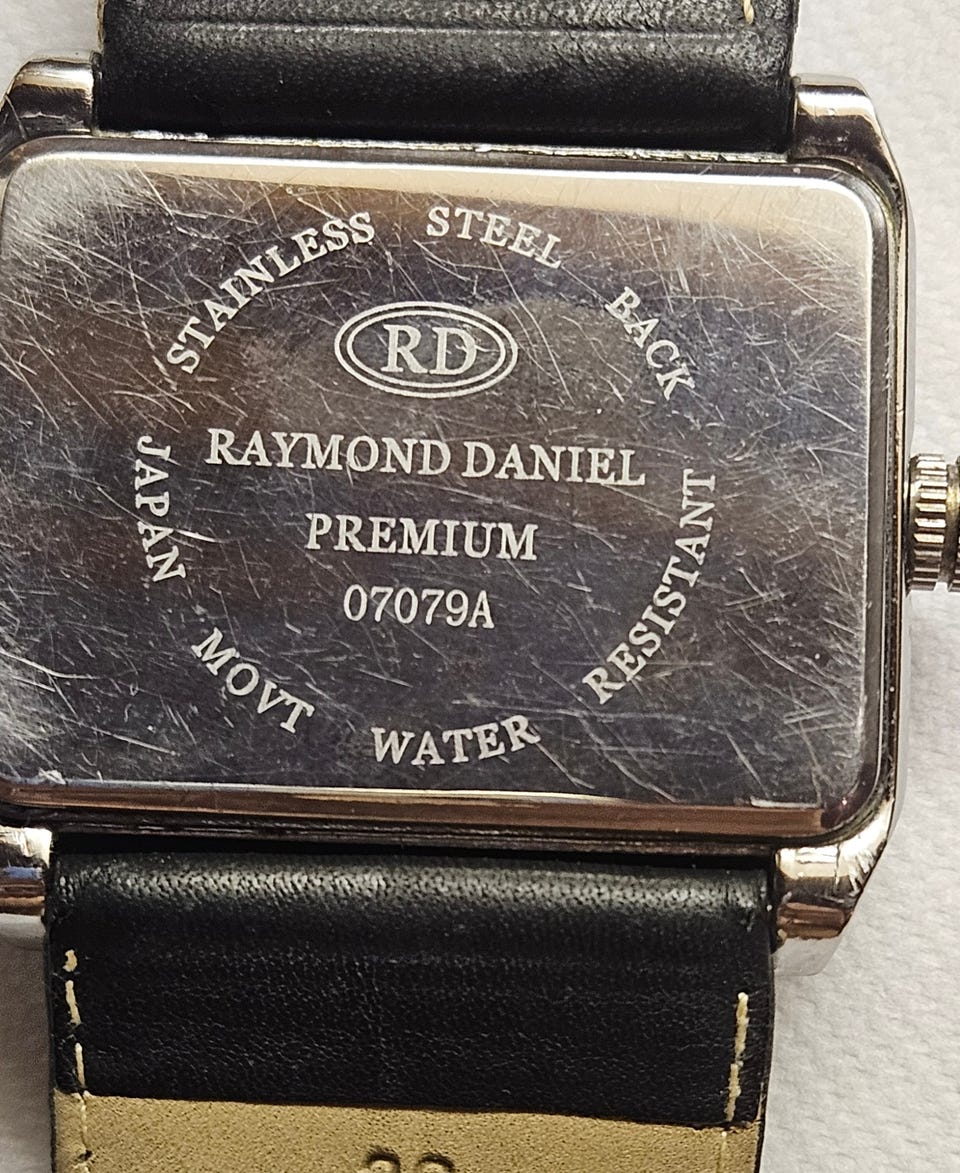 STAINLESS STEEL BACK
RD
RAYMOND DANIEL
PREMIUM
07079A
JAPAN MOVT WATER RESISTANT